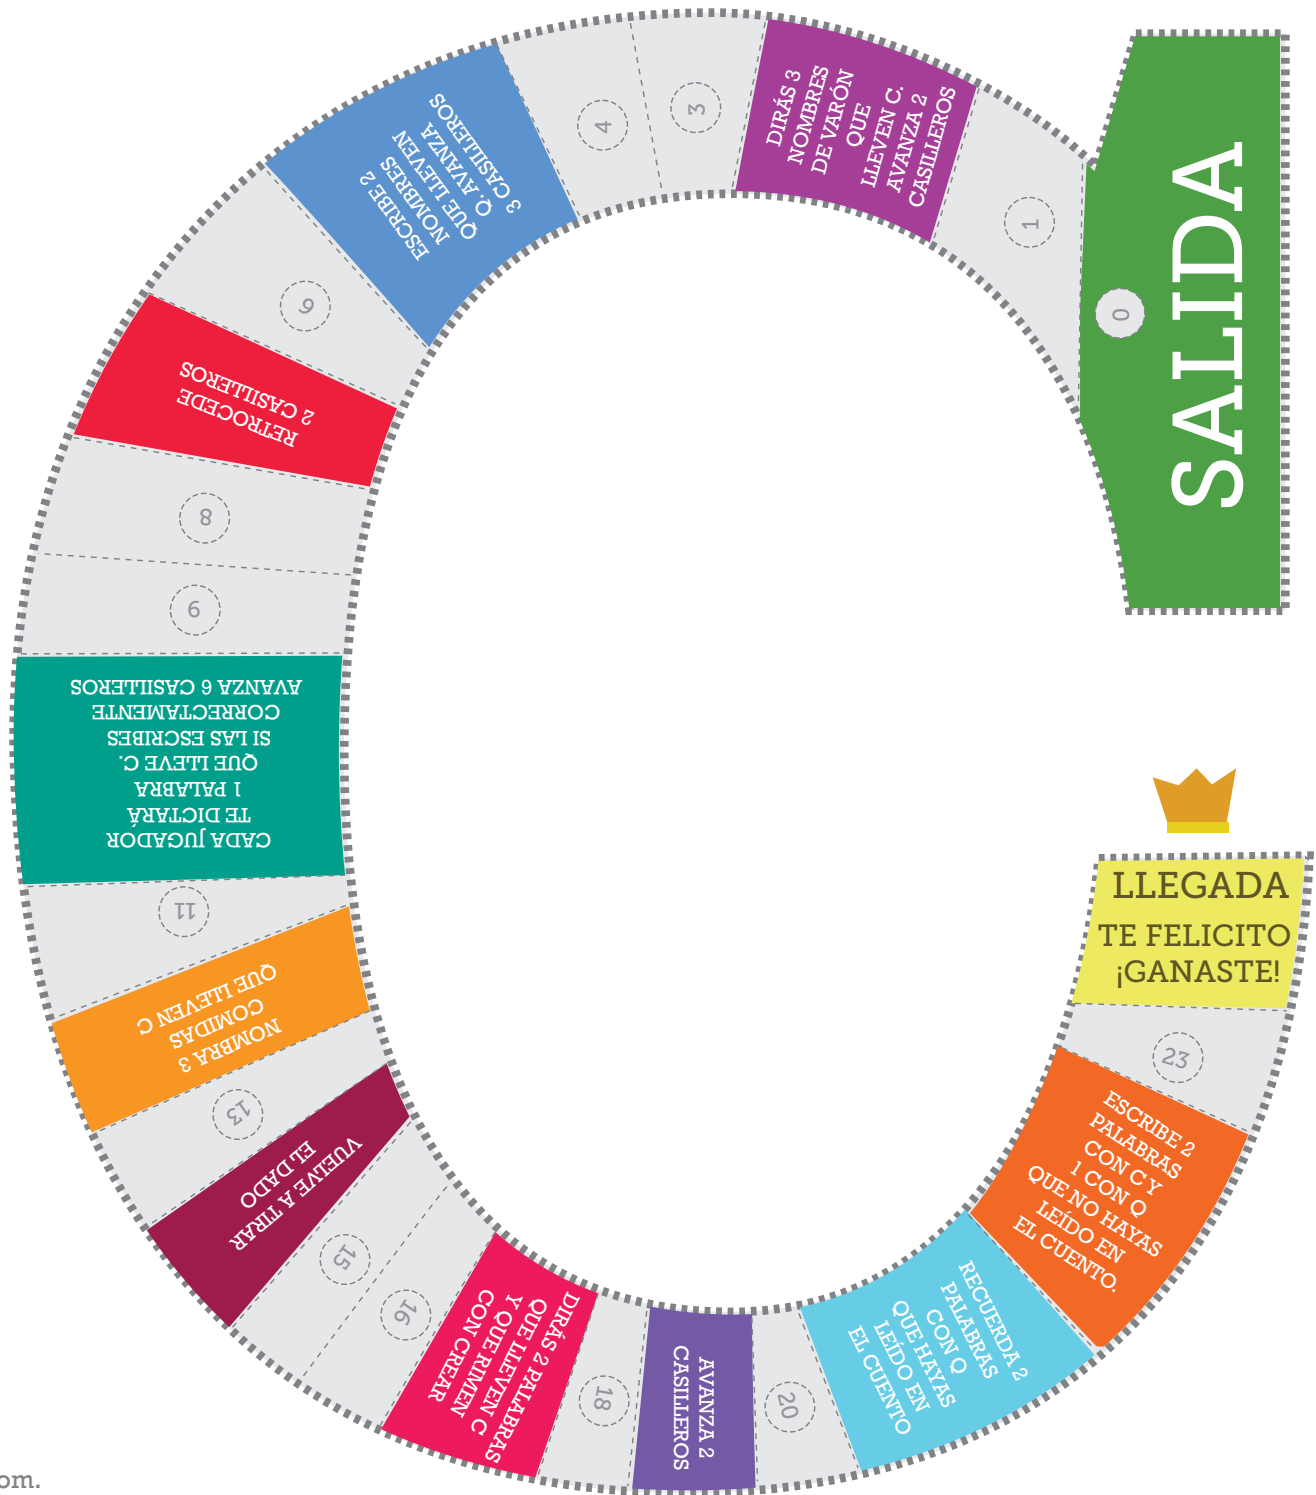 SALIDA
0
1
DIRÁS 3
NOMBRES
DE VARÓN
QUE
LLEVEN C.
AVANZA 2
CASILLEROS
3
4
ESCRIBE 2
NOMBRES
QUE LLEVEN
Q. AVANZA
3 CASILLEROS
6
RETROCEDE
2 CASILLEROS
8
9
CADA JUGADOR
TE DICTARÁ
1 PALABRA
QUE LLEVE C.
SI LAS ESCRIBES
CORRECTAMENTE
AVANZA 6 CASILLEROS
11
NOMBRA 3
COMIDAS
QUE LLEVEN C
13
VUELVE A TIRAR
EL DADO
15
16
DIRÁS 2 PALABRAS
QUE LLEVEN C
Y QUE RIMEN
CON CREAR
18
AVANZA 2
CASILLEROS
20
RECUERDA 2
PALABRAS
CON Q
QUE HAYAS
LEÍDO EN
EL CUENTO
ESCRIBE 2
PALABRAS
CON C Y
1 CON Q
QUE NO HAYAS
LEÍDO EN
EL CUENTO.
23
LLEGADA
TE FELICITO
¡GANASTE!
om.